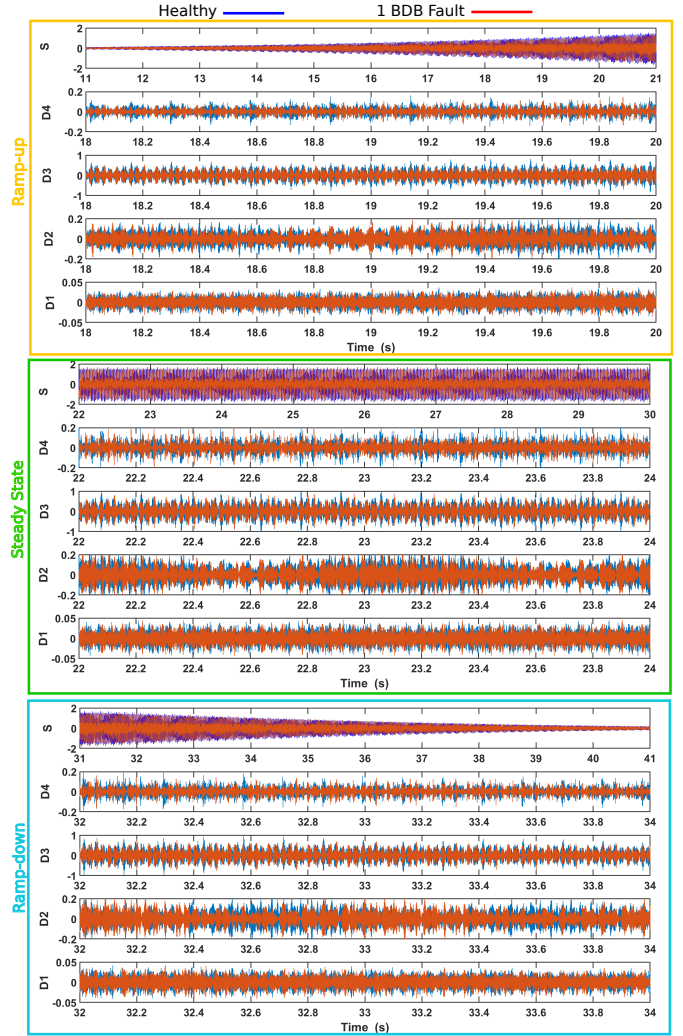 Healthy 1 BDB Fault
Ramp-up
S
2
0
-2
11 12 13 14 15 16 17 18 19 20 21
D4
0.2
0
-0.2
18 18.2 18.4 18.6 18.8 19 19.2 19.4 19.6 19.8 20
D3
1
0
-1
18 18.2 18.4 18.6 18.8 19 19.2 19.4 19.6 19.8 20
D2
0.2
0
-0.2
18 18.2 18.4 18.6 18.8 19 19.2 19.4 19.6 19.8 20
D1
0.05
0
-0.05
18 18.2 18.4 18.6 18.8 19 19.2 19.4 19.6 19.8 20
Time (s)
Steady State
S
2
0
-2
22 23 24 25 26 27 28 29 30
D4
0.2
0
-0.2
22 22.2 22.4 22.6 22.8 23 23.2 23.4 23.6 23.8 24
D3
1
0
-1
22 22.2 22.4 22.6 22.8 23 23.2 23.4 23.6 23.8 24
D2
0.2
0
-0.2
22 22.2 22.4 22.6 22.8 23 23.2 23.4 23.6 23.8 24
D1
0.05
0
-0.05
22 22.2 22.4 22.6 22.8 23 23.2 23.4 23.6 23.8 24
Time (s)
Ramp-down
S
2
0
-2
31 32 33 34 35 36 37 38 39 40 41
D4
0.2
0
-0.2
32 32.2 32.4 32.6 32.8 33 33.2 33.4 33.6 33.8 34
D3
1
0
-1
32 32.2 32.4 32.6 32.8 33 33.2 33.4 33.6 33.8 34
D2
0.2
0
-0.2
32 32.2 32.4 32.6 32.8 33 33.2 33.4 33.6 33.8 34
D1
0.05
0
-0.05
32 32.2 32.4 32.6 32.8 33 33.2 33.4 33.6 33.8 34
Time (s)